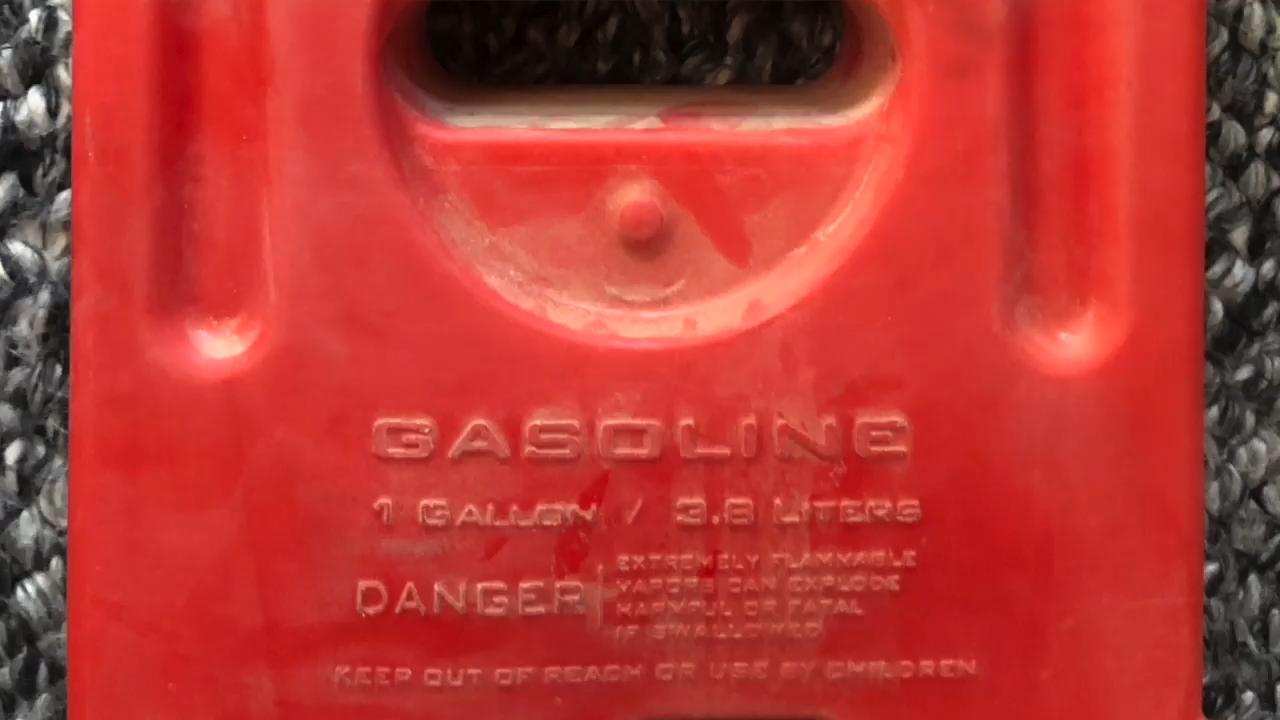 GASOLINE
1 GALLON / 3.8 LITERS
DANGER
EXTREMELY FLAMMABLE
VAPORS CAN EXPLODE
HARMFUL OR FATAL
IF SWALLOWED
KEEP OUT OF REACH OR USE BY CHILDREN